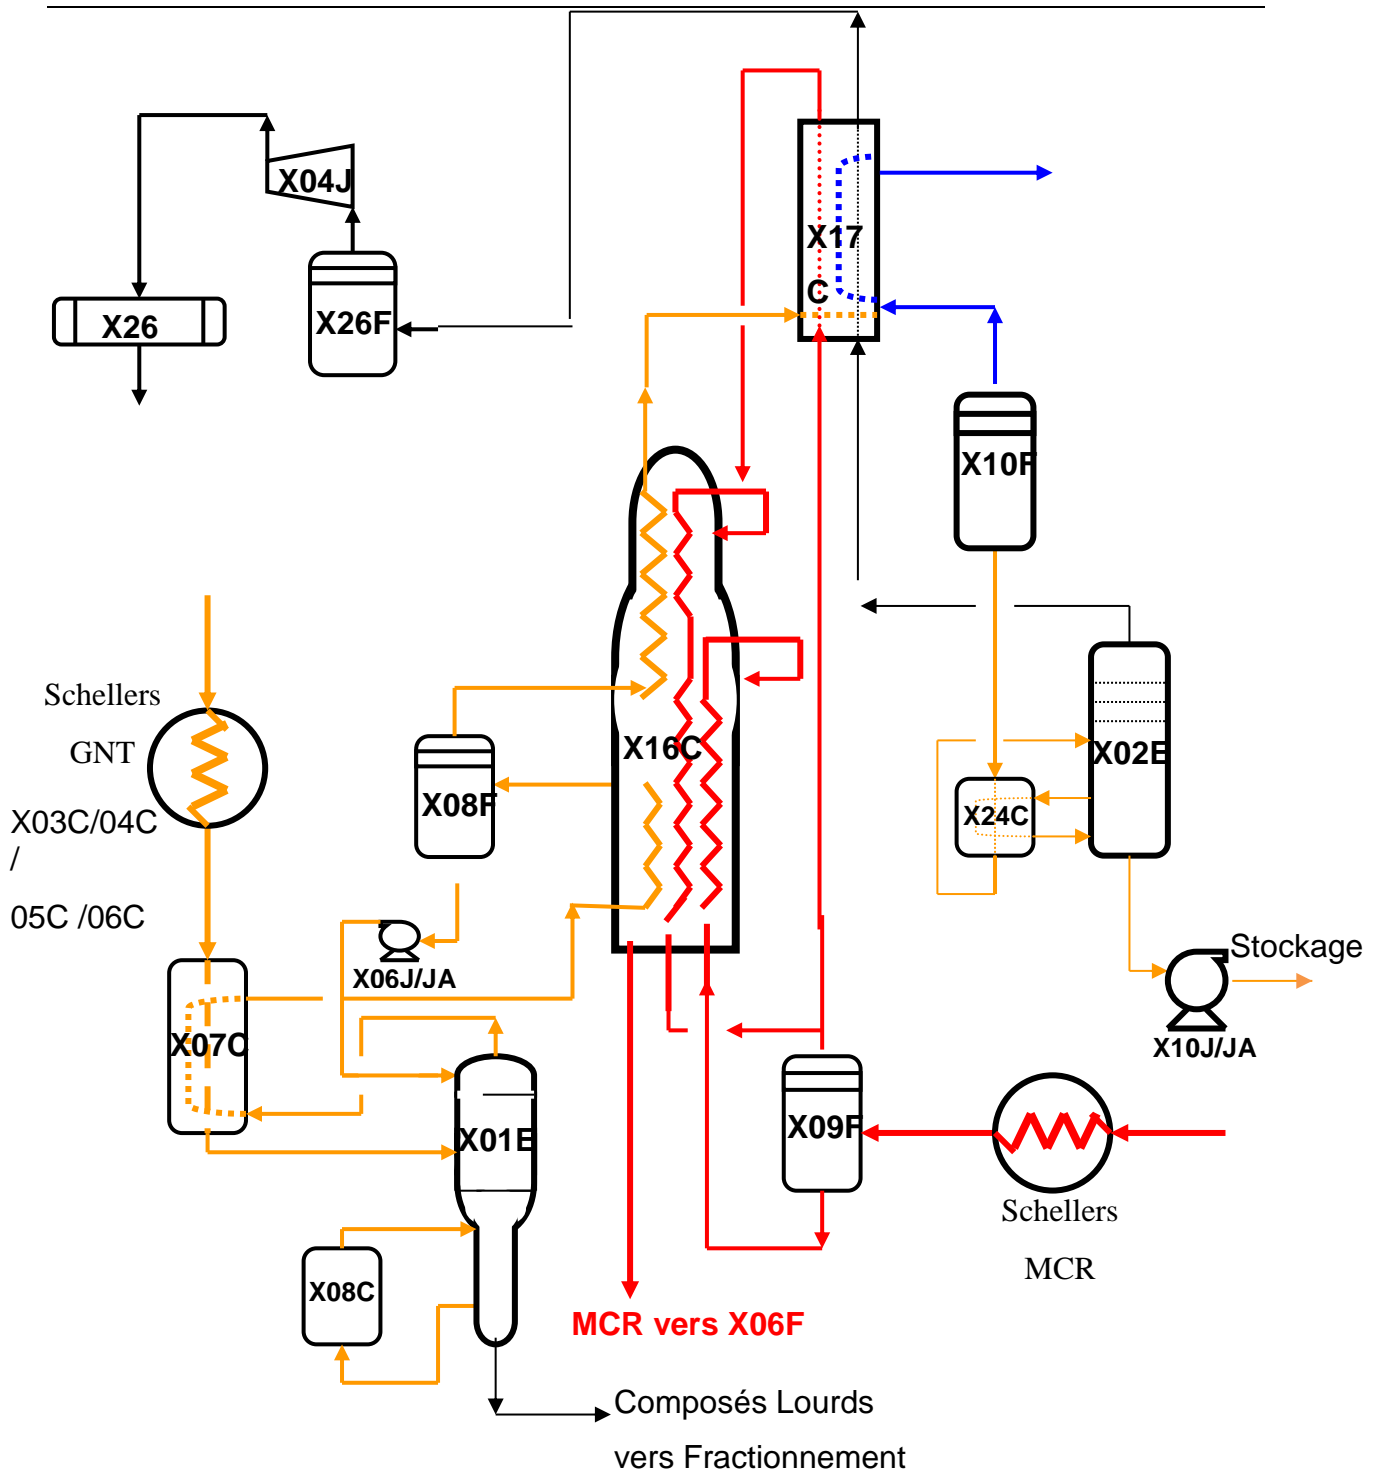 X04J
X17
C
X26
X26F
X10F
Schellers
GNT
X16C
X02E
X08F
X24C
X03C/04C
/
05C /06C
Stockage
X06J/JA
X07C
X10J/JA
X01E
X09F
Schellers
MCR
X08C
MCR vers X06F
Composés Lourds
vers Fractionnement